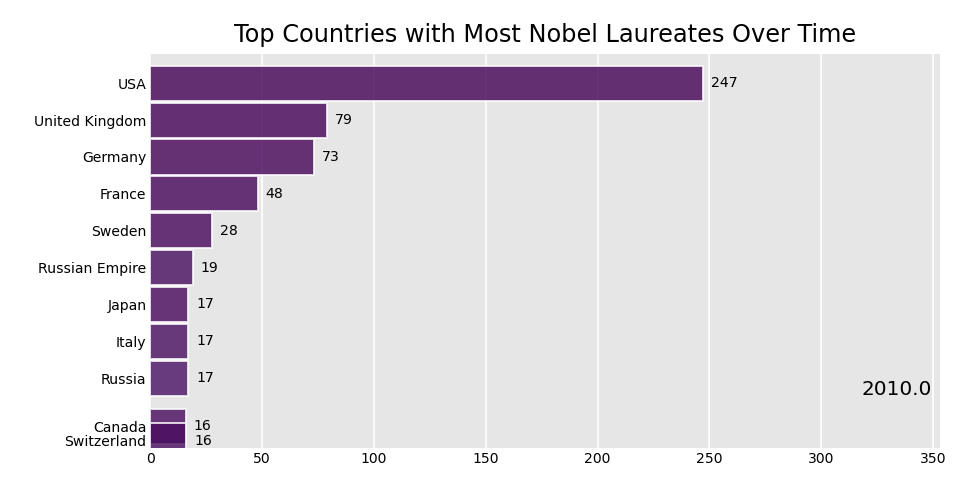 Top Countries with Most Nobel Laureates Over Time
USA 247
United Kingdom 79
Germany 73
France 48
Sweden 28
Russian Empire 19
Japan 17
Italy 17
Russia 17
2010.0
Canada 16
Switzerland 16
0 50 100 150 200 250 300 350